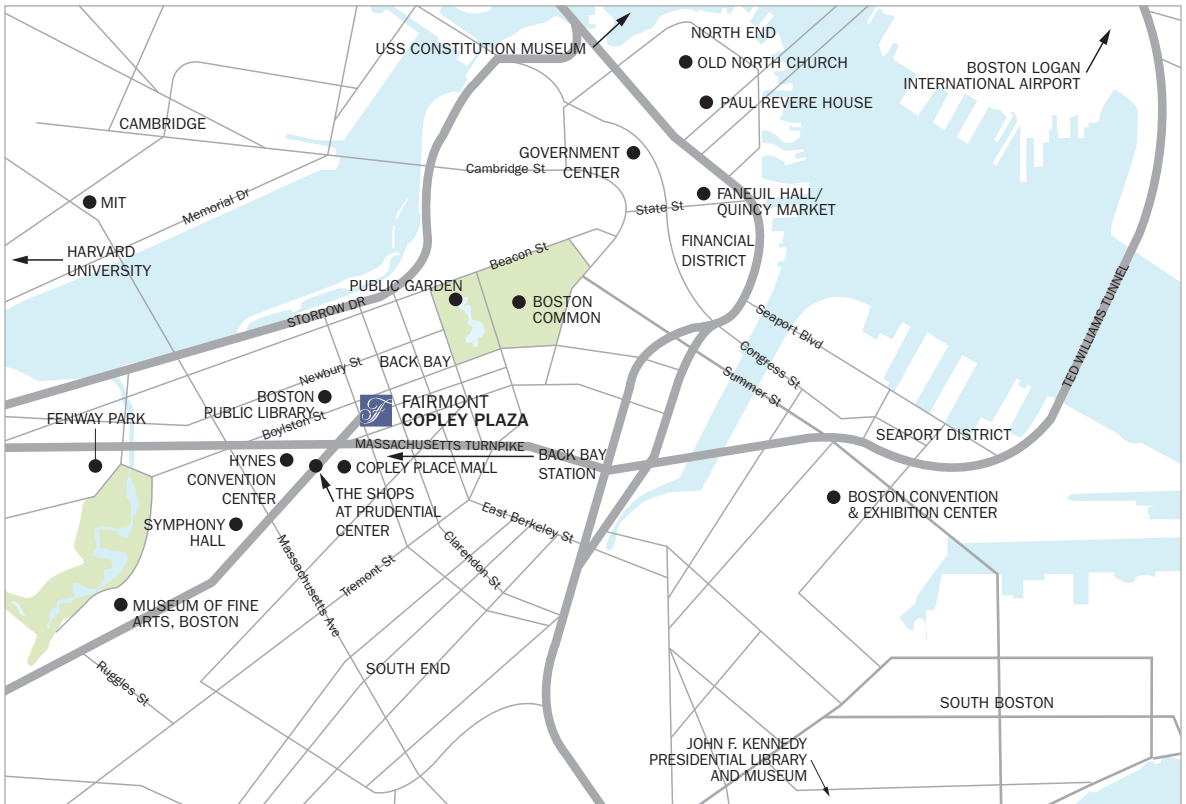 NORTH END
USS CONSTITUTION MUSEUM
OLD NORTH CHURCH
BOSTON LOGAN
INTERNATIONAL AIRPORT
PAUL REVERE HOUSE
CAMBRIDGE
GOVERNMENT
CENTER
Cambridge St
MIT
Memorial Dr
FANEUIL HALL/
QUINCY MARKET
State St
HARVARD
UNIVERSITY
FINANCIAL
DISTRICT
Beacon St
PUBLIC GARDEN
BOSTON
COMMON
STORROW DR
TED WILLIAMS TUNNEL
Seaport Blvd
Congress St
Summer St
Newbury St
BACK BAY
BOSTON
PUBLIC LIBRARY
Boylston St
F
FAIRMONT
COPLEY PLAZA
FENWAY PARK
MASSACHUSETTS TURNPIKE
SEAPORT DISTRICT
BACK BAY
STATION
HYNES
CONVENTION
CENTER
COPLEY PLACE MALL
THE SHOPS
AT PRUDENTIAL
CENTER
BOSTON CONVENTION
& EXHIBITION CENTER
SYMPHONY
HALL
East Berkeley St
Clarendon St
Tremont St
Massachusetts Ave
MUSEUM OF FINE
ARTS, BOSTON
Ruggles St
SOUTH END
SOUTH BOSTON
JOHN F. KENNEDY
PRESIDENTIAL LIBRARY
AND MUSEUM